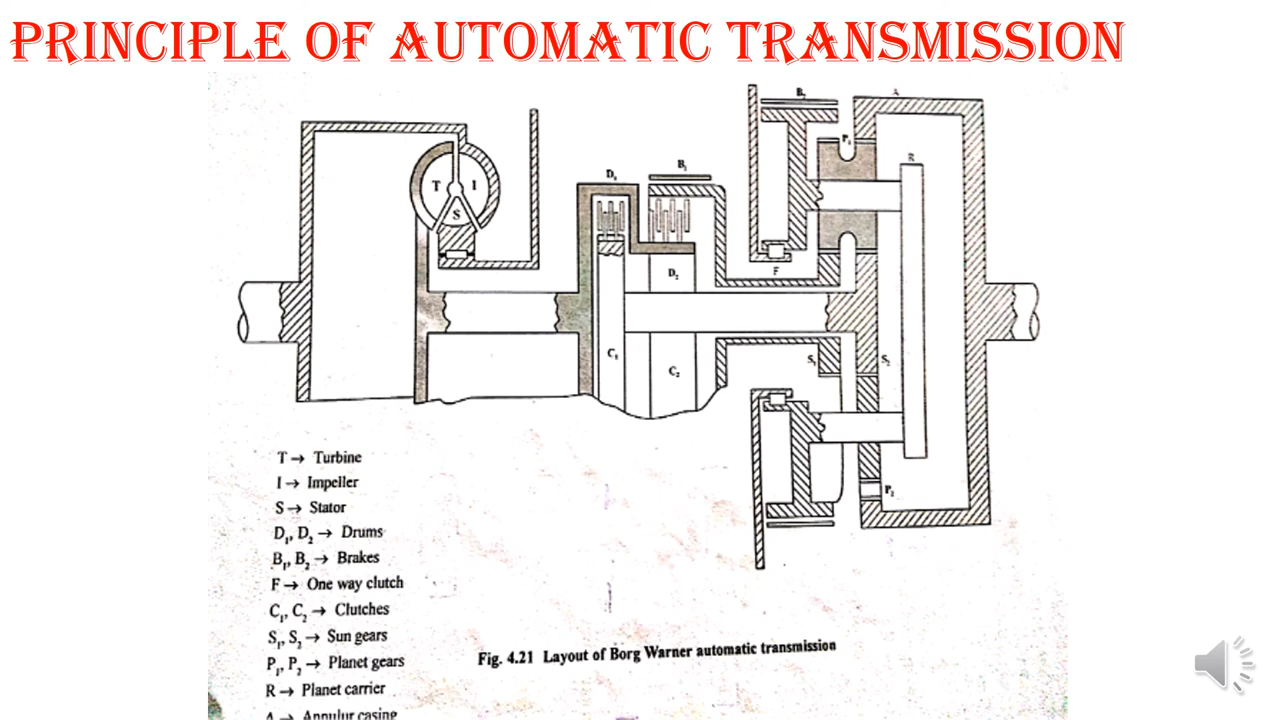 PRINCIPLE OF AUTOMATIC TRANSMISSION
B₂
A
P₁
R
D₁
B₁
T
I
S
D₂
F
C₁
S₁
S₂
C₂
P₂
T → Turbine
I → Impeller
S → Stator
D₁, D₂ → Drums
B₁, B₂ → Brakes
F → One way clutch
C₁, C₂ → Clutches
S₁, S₂ → Sun gears
P₁, P₂ → Planet gears
R → Planet carrier
A → Annulur casing
Fig. 4.21 Layout of Borg Warner automatic transmission